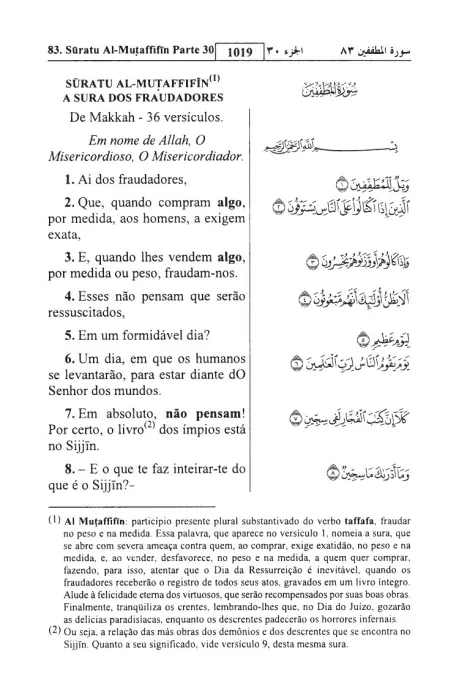 83. Sūratu Al-Muṭaffifīn Parte 30 1019 الجزء ٣٠ سورة المطففين ٨٣
SŪRATU AL-MUṬAFFIFĪN(1)
A SURA DOS FRAUDADORES
De Makkah - 36 versículos.
Em nome de Allah, O
Misericordioso, O Misericordiador.
1. Ai dos fraudadores,
2. Que, quando compram algo,
por medida, aos homens, a exigem
exata,
3. E, quando lhes vendem algo,
por medida ou peso, fraudam-nos.
4. Esses não pensam que serão
ressuscitados,
5. Em um formidável dia?
6. Um dia, em que os humanos
se levantarão, para estar diante dO
Senhor dos mundos.
7. Em absoluto, não pensam!
Por certo, o livro(2) dos ímpios está
no Sijjīn.
8. – E o que te faz inteirar-te do
que é o Sijjīn?-
سُورَةُ المُطَفِّفِينَ
بِسْمِ اللَّهِ الرَّحْمَٰنِ الرَّحِيمِ
وَيْلٌ لِّلْمُطَفِّفِينَ ١
الَّذِينَ إِذَا اكْتَالُوا عَلَى النَّاسِ يَسْتَوْفُونَ ٢
وَإِذَا كَالُوهُمْ أَو وَّزَنُوهُمْ يُخْسِرُونَ ٣
أَلَا يَظُنُّ أُولَٰئِكَ أَنَّهُم مَّبْعُوثُونَ ٤
لِيَوْمٍ عَظِيمٍ ٥
يَوْمَ يَقُومُ النَّاسُ لِرَبِّ الْعَالَمِينَ ٦
كَلَّا إِنَّ كِتَابَ الْفُجَّارِ لَفِي سِجِّينٍ ٧
وَمَا أَدْرَاكَ مَا سِجِّينٌ ٨
(1) Al Muṭaffifīn: particípio presente plural substantivado do verbo taffafa, fraudar
no peso e na medida. Essa palavra, que aparece no versículo 1, nomeia a sura, que
se abre com severa ameaça contra quem, ao comprar, exige exatidão, no peso e na
medida, e, ao vender, desfavorece, no peso e na medida, a quem quer comprar,
fazendo, para isso, atentar que o Dia da Ressurreição é inevitável, quando os
fraudadores receberão o registro de todos seus atos, gravados em um livro íntegro.
Alude à felicidade eterna dos virtuosos, que serão recompensados por suas boas obras.
Finalmente, tranqüiliza os crentes, lembrando-lhes que, no Dia do Juízo, gozarão
as delícias paradisíacas, enquanto os descrentes padecerão os horrores infernais.
(2) Ou seja, a relação das más obras dos demônios e dos descrentes que se encontra no
Sijjīn. Quanto a seu significado, vide versículo 9, desta mesma sura.